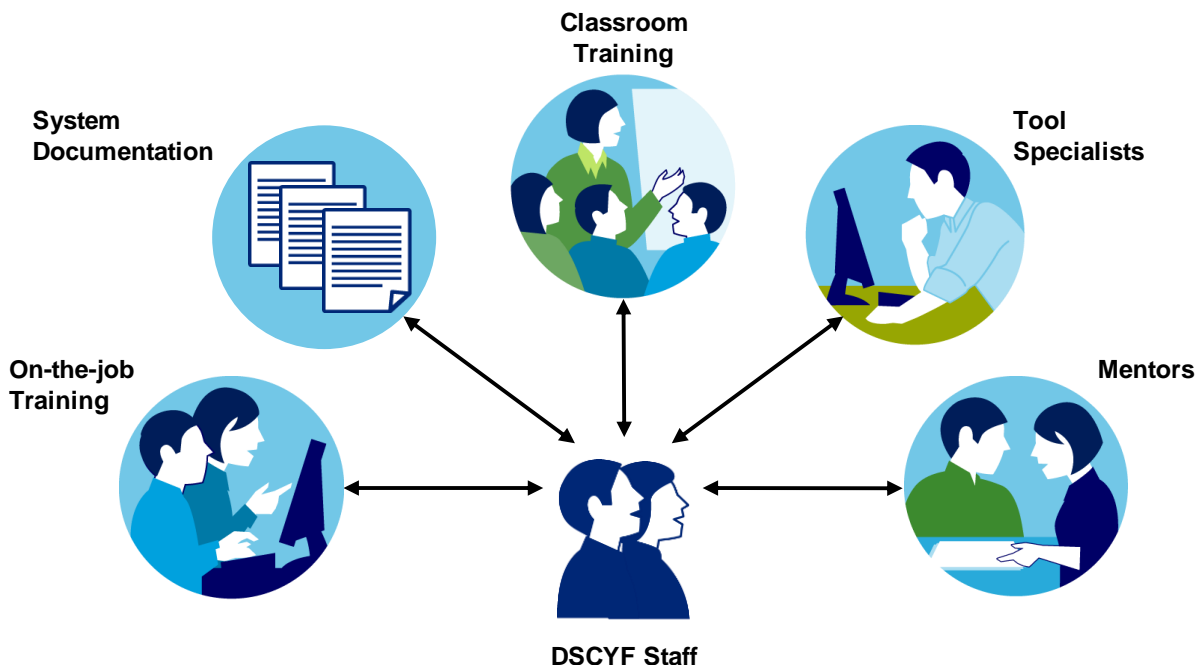 Classroom
Training
System
Documentation
Tool
Specialists
On-the-job
Training
Mentors
DSCYF Staff